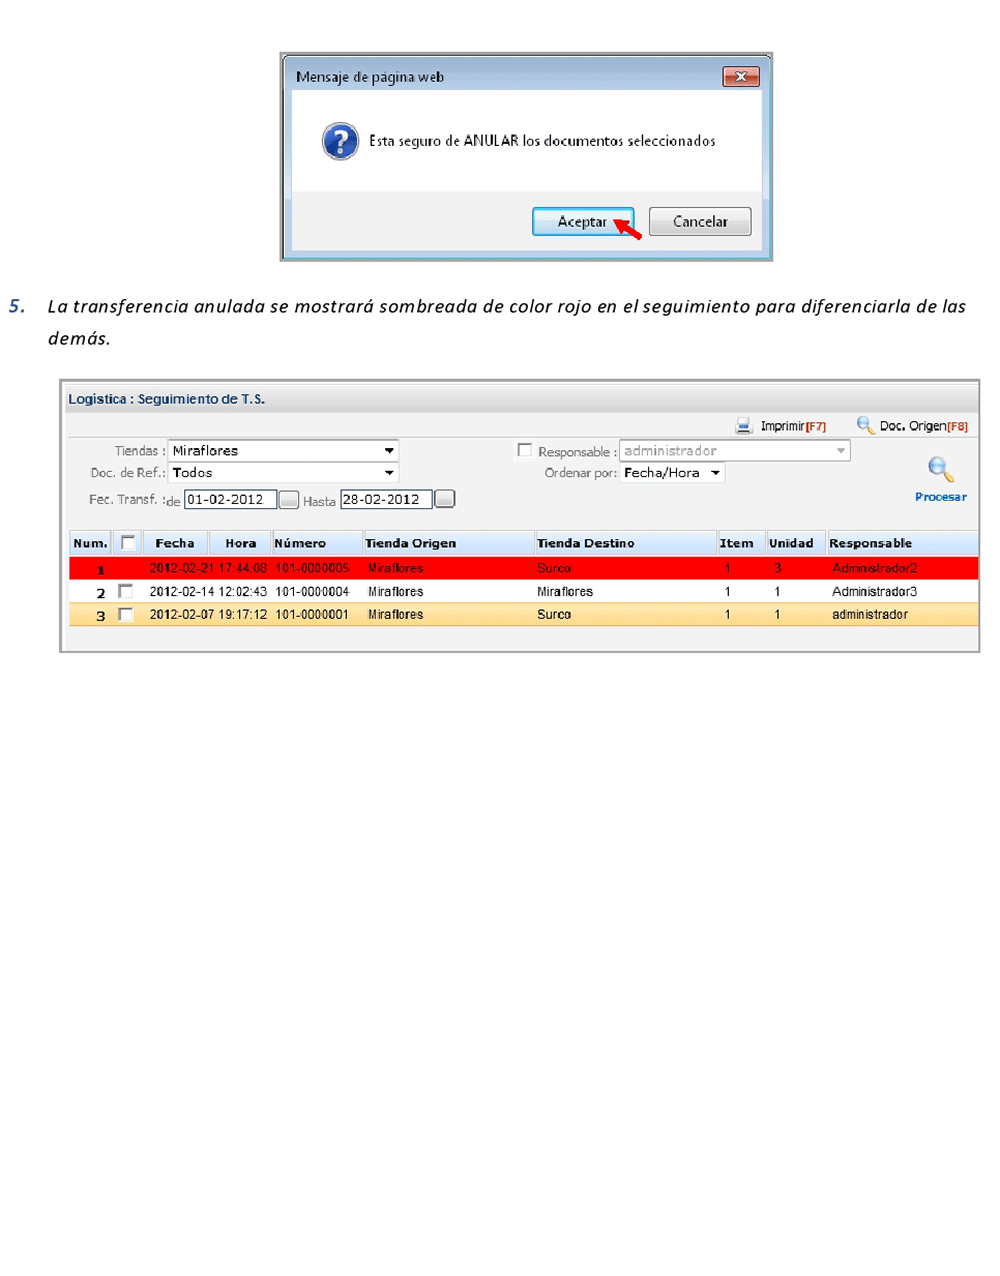 Mensaje de página web
Esta seguro de ANULAR los documentos seleccionados
Aceptar Cancelar
5. La transferencia anulada se mostrará sombreada de color rojo en el seguimiento para diferenciarla de las
demás.
Logística : Seguimiento de T.S.
Imprimir[F7] Doc. Origen[F8]
Tiendas : Miraflores Responsable : administrador
Doc. de Ref.: Todos Ordenar por: Fecha/Hora
Fec. Transf. :de 01-02-2012 Hasta 28-02-2012 Procesar
Num. Fecha Hora Número Tienda Origen Tienda Destino Item Unidad Responsable
1 2012-02-21 17:44:08 101-0000005 Miraflores Surco 1 3 Administrador2
2 2012-02-14 12:02:43 101-0000004 Miraflores Miraflores 1 1 Administrador3
3 2012-02-07 19:17:12 101-0000001 Miraflores Surco 1 1 administrador